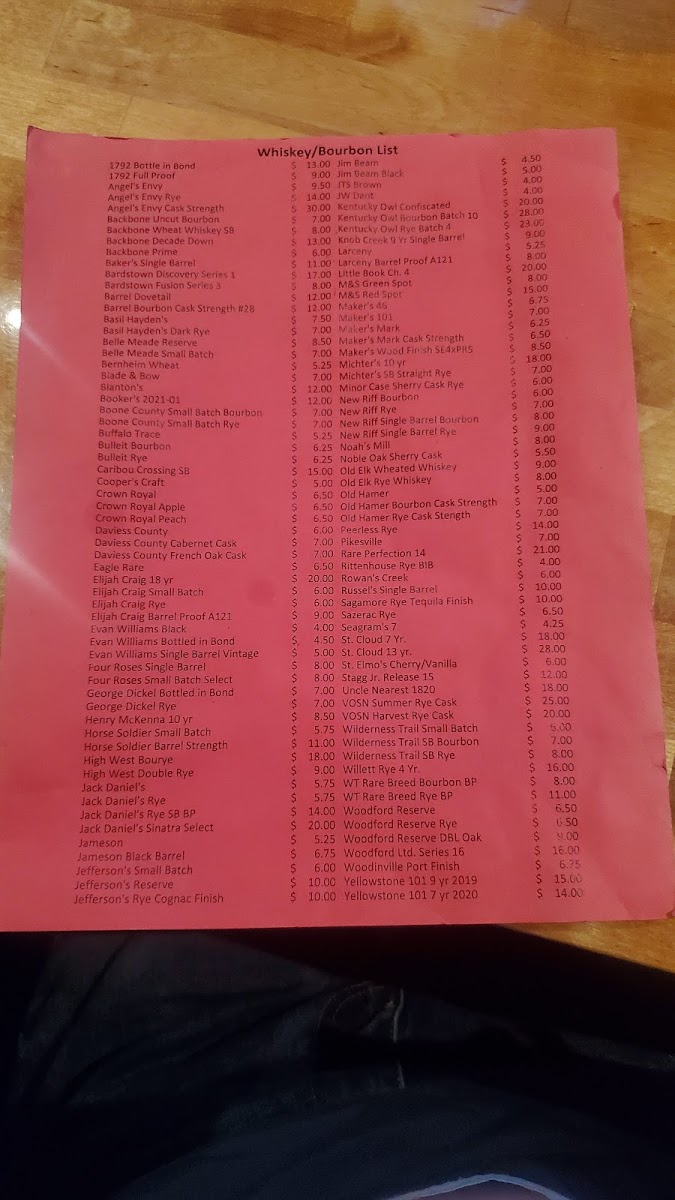 Whiskey/Bourbon List
1792 Bottle in Bond $ 13.00 Jim Beam $ 4.50
1792 Full Proof $ 9.00 Jim Beam Black $ 5.00
Angel's Envy $ 9.50 JTS Brown $ 4.00
Angel's Envy Rye $ 14.00 JW Dant $ 4.00
Angel's Envy Cask Strength $ 30.00 Kentucky Owl Confiscated $ 20.00
Backbone Uncut Bourbon $ 7.00 Kentucky Owl Bourbon Batch 10 $ 28.00
Backbone Wheat Whiskey SB $ 8.00 Kentucky Owl Rye Batch 4 $ 23.00
Backbone Decade Down $ 13.00 Knob Creek 9 Yr Single Barrel $ 9.00
Backbone Prime $ 6.00 Larceny $ 5.25
Baker's Single Barrel $ 11.00 Larceny Barrel Proof A121 $ 8.00
Bardstown Discovery Series 1 $ 17.00 Little Book Ch. 4 $ 20.00
Bardstown Fusion Series 3 $ 8.00 M&S Green Spot $ 8.00
Barrel Dovetail $ 12.00 M&S Red Spot $ 15.00
Barrel Bourbon Cask Strength #28 $ 12.00 Maker's 46 $ 6.75
Basil Hayden's $ 7.50 Maker's 101 $ 7.00
Basil Hayden's Dark Rye $ 7.00 Maker's Mark $ 6.25
Belle Meade Reserve $ 8.50 Maker's Mark Cask Strength $ 6.50
Belle Meade Small Batch $ 7.00 Maker's Wood Finish SE4xPR5 $ 8.50
Bernheim Wheat $ 5.25 Michter's 10 yr $ 18.00
Blade & Bow $ 7.00 Michter's SB Straight Rye $ 7.00
Blanton's $ 12.00 Minor Case Sherry Cask Rye $ 6.00
Booker's 2021-01 $ 12.00 New Riff Bourbon $ 6.00
Boone County Small Batch Bourbon $ 7.00 New Riff Rye $ 7.00
Boone County Small Batch Rye $ 7.00 New Riff Single Barrel Bourbon $ 8.00
Buffalo Trace $ 5.25 New Riff Single Barrel Rye $ 9.00
Bulleit Bourbon $ 6.25 Noah's Mill $ 8.00
Bulleit Rye $ 6.25 Noble Oak Sherry Cask $ 5.50
Caribou Crossing SB $ 15.00 Old Elk Wheated Whiskey $ 9.00
Cooper's Craft $ 5.00 Old Elk Rye Whiskey $ 8.00
Crown Royal $ 6.50 Old Hamer $ 5.00
Crown Royal Apple $ 6.50 Old Hamer Bourbon Cask Strength $ 7.00
Crown Royal Peach $ 6.50 Old Hamer Rye Cask Stength $ 7.00
Daviess County $ 6.00 Peerless Rye $ 14.00
Daviess County Cabernet Cask $ 7.00 Pikesville $ 7.00
Daviess County French Oak Cask $ 7.00 Rare Perfection 14 $ 21.00
Eagle Rare $ 6.50 Rittenhouse Rye BIB $ 4.00
Elijah Craig 18 yr $ 20.00 Rowan's Creek $ 6.00
Elijah Craig Small Batch $ 6.00 Russel's Single Barrel $ 10.00
Elijah Craig Rye $ 6.00 Sagamore Rye Tequila Finish $ 10.00
Elijah Craig Barrel Proof A121 $ 9.00 Sazerac Rye $ 6.50
Evan Williams Black $ 4.00 Seagram's 7 $ 4.25
Evan Williams Bottled in Bond $ 4.50 St. Cloud 7 Yr. $ 18.00
Evan Williams Single Barrel Vintage $ 5.00 St. Cloud 13 yr. $ 28.00
Four Roses Single Barrel $ 8.00 St. Elmo's Cherry/Vanilla $ 6.00
Four Roses Small Batch Select $ 8.00 Stagg Jr. Release 15 $ 12.00
George Dickel Bottled in Bond $ 7.00 Uncle Nearest 1820 $ 18.00
George Dickel Rye $ 7.00 VOSN Summer Rye Cask $ 25.00
Henry McKenna 10 yr $ 8.50 VOSN Harvest Rye Cask $ 20.00
Horse Soldier Small Batch $ 5.75 Wilderness Trail Small Batch $ 5.00
Horse Soldier Barrel Strength $ 11.00 Wilderness Trail SB Bourbon $ 7.00
High West Bourye $ 18.00 Wilderness Trail SB Rye $ 8.00
High West Double Rye $ 9.00 Willett Rye 4 Yr. $ 16.00
Jack Daniel's $ 5.75 WT Rare Breed Bourbon BP $ 8.00
Jack Daniel's Rye $ 5.75 WT Rare Breed Rye BP $ 11.00
Jack Daniel's Rye SB BP $ 14.00 Woodford Reserve $ 6.50
Jack Daniel's Sinatra Select $ 20.00 Woodford Reserve Rye $ 6.50
Jameson $ 5.25 Woodford Reserve DBL Oak $ 9.00
Jameson Black Barrel $ 6.75 Woodford Ltd. Series 16 $ 16.00
Jefferson's Small Batch $ 6.00 Woodinville Port Finish $ 6.75
Jefferson's Reserve $ 10.00 Yellowstone 101 9 yr 2019 $ 15.00
Jefferson's Rye Cognac Finish $ 10.00 Yellowstone 101 7 yr 2020 $ 14.00